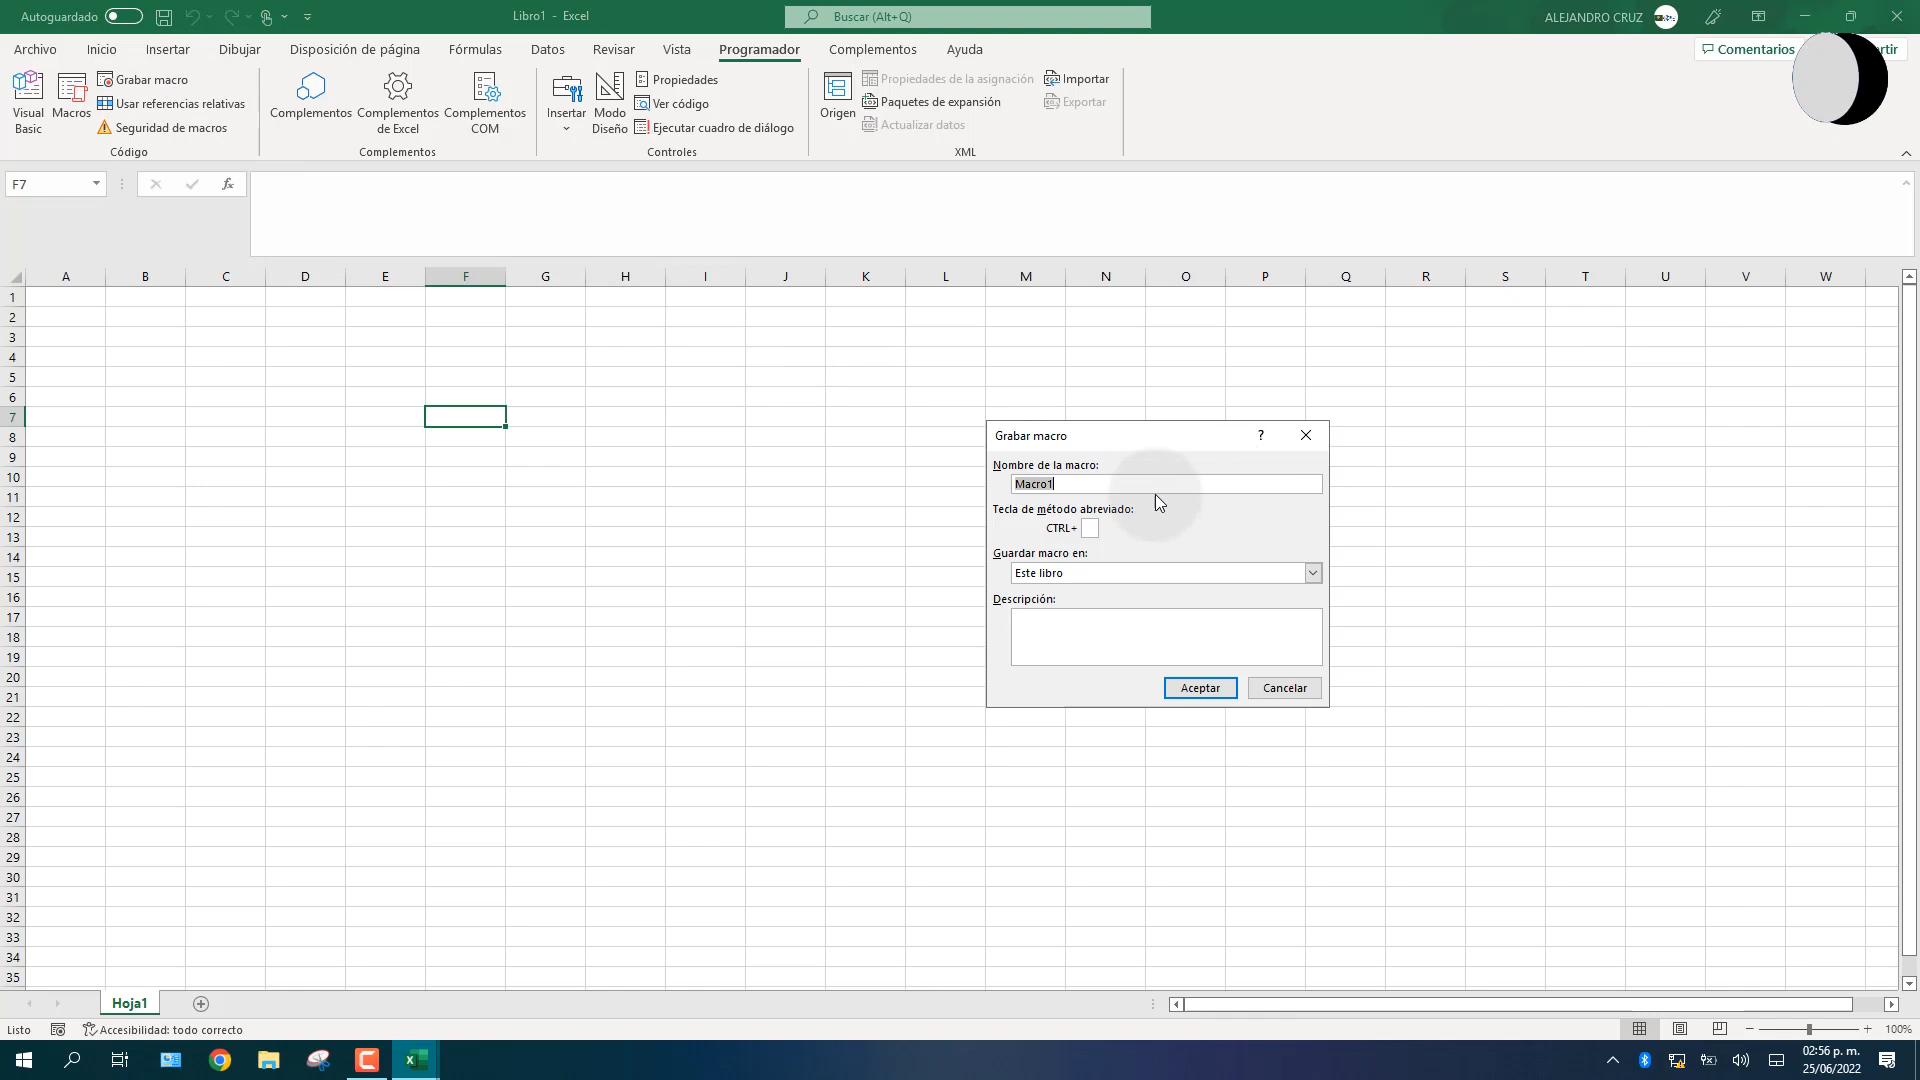 Autoguardado
Libro1 - Excel
Buscar (Alt+Q)
ALEJANDRO CRUZ
Archivo Inicio Insertar Dibujar Disposición de página Fórmulas Datos Revisar Vista Programador Complementos Ayuda
Comentarios
rtir
Visual Basic
Macros
Grabar macro
Usar referencias relativas
Seguridad de macros
Código
Complementos
Complementos de Excel
Complementos COM
Complementos
Insertar
Modo Diseño
Propiedades
Ver código
Ejecutar cuadro de diálogo
Controles
Origen
Propiedades de la asignación
Paquetes de expansión
Actualizar datos
Importar
Exportar
XML
F7
fx
A B C D E F G H I J K L M N O P Q R S T U V W
1
2
3
4
5
6
7
8
9
10
11
12
13
14
15
16
17
18
19
20
21
22
23
24
25
26
27
28
29
30
31
32
33
34
35
Grabar macro ?
Nombre de la macro:
Macro1
Tecla de método abreviado:
CTRL+
Guardar macro en:
Este libro
Descripción:
Aceptar Cancelar
Hoja1
Listo
Accesibilidad: todo correcto
100%
02:56 p. m.
25/06/2022